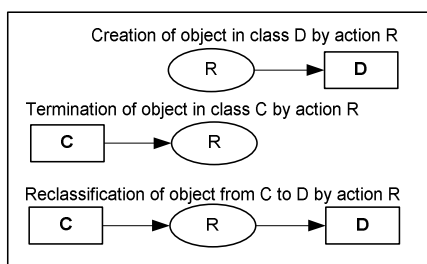 Creation of object in class D by action R
R D
Termination of object in class C by action R
C R
Reclassification of object from C to D by action R
C R D